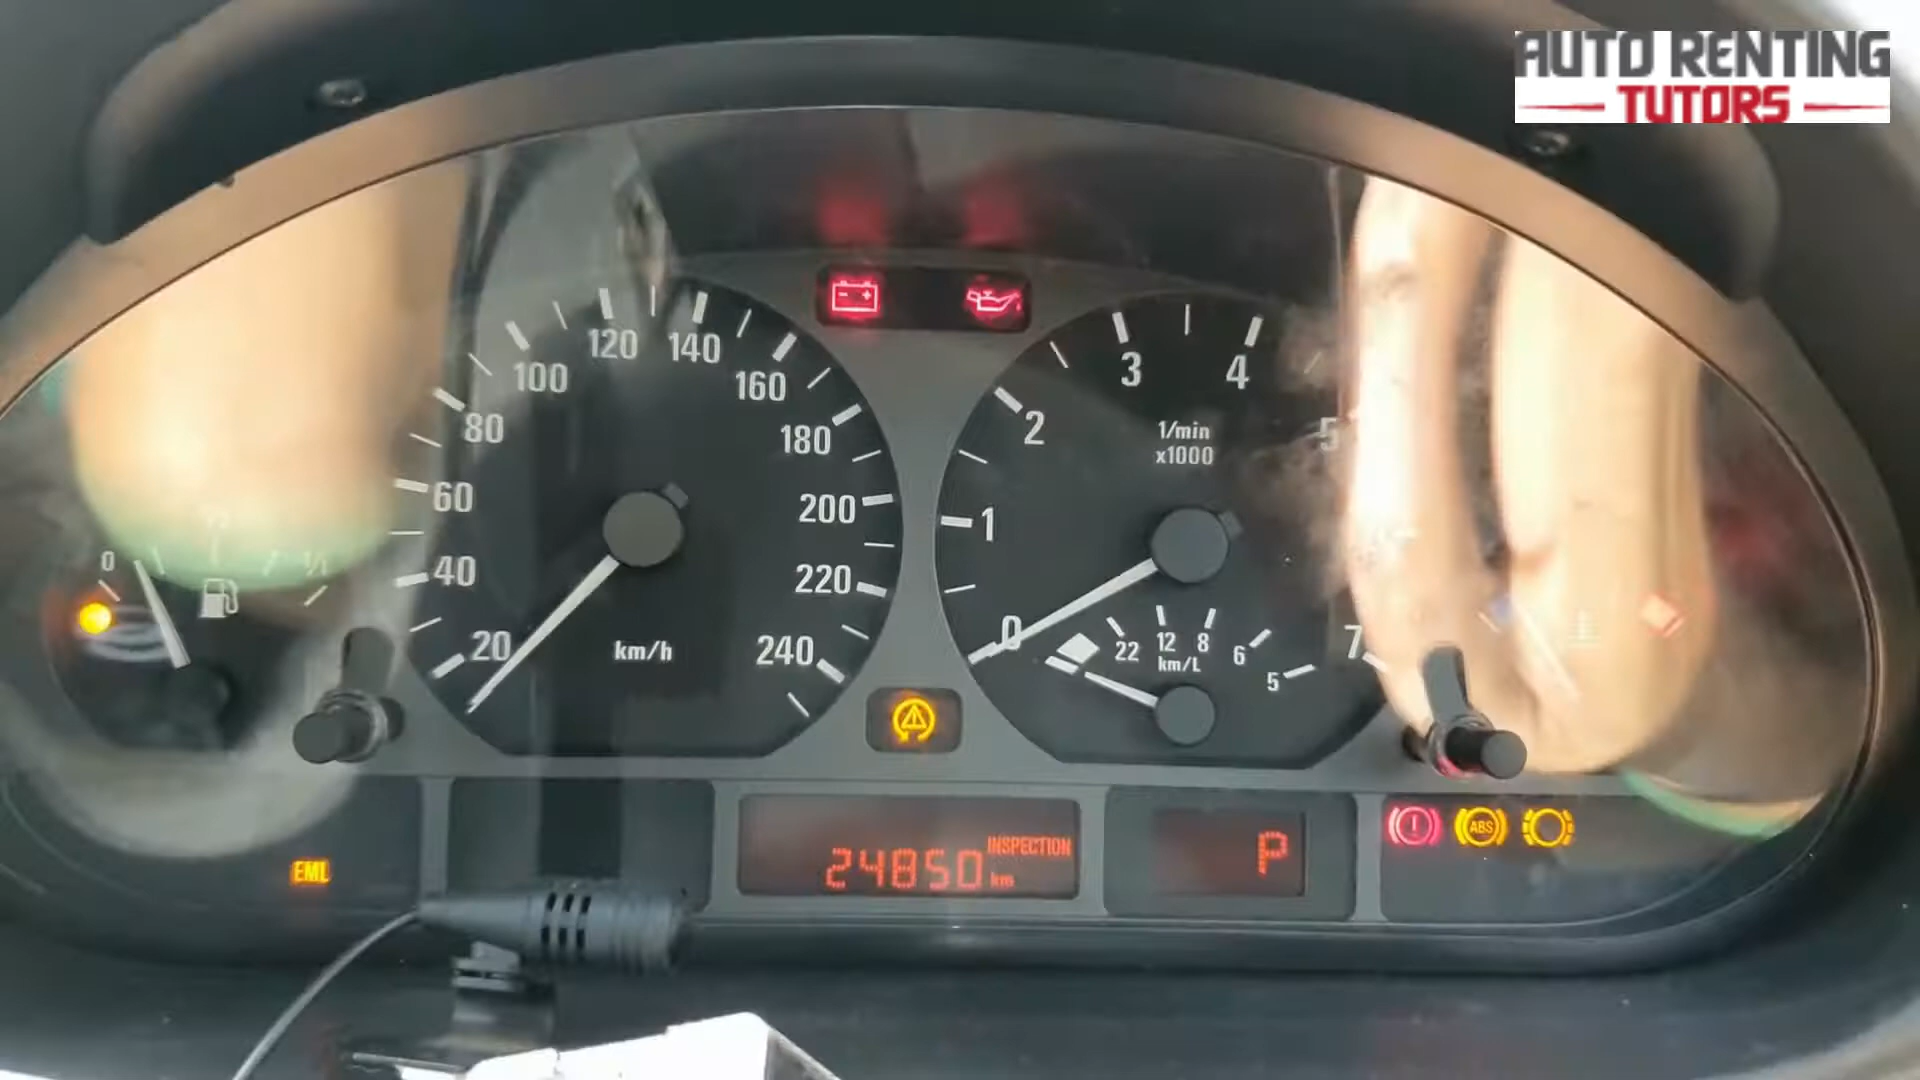 AUTO RENTING
TUTORS
20
40
60
80
100
120
140
160
180
200
220
240
km/h
0
1
2
3
4
5
7
1/min
x1000
22
12
8
6
5
km/L
0
EML
INSPECTION
24850 km
P
ABS